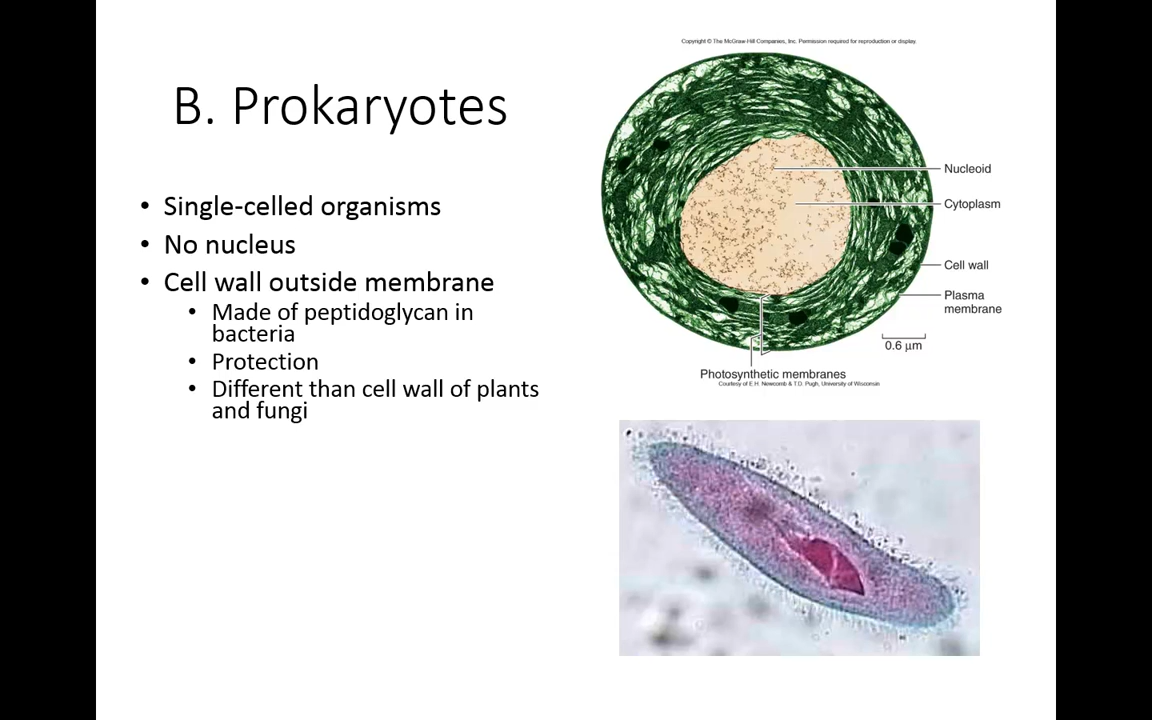 B. Prokaryotes
• Single-celled organisms
• No nucleus
• Cell wall outside membrane
• Made of peptidoglycan in
bacteria
• Protection
• Different than cell wall of plants
and fungi
Copyright © The McGraw-Hill Companies, Inc. Permission required for reproduction or display.
Nucleoid
Cytoplasm
Cell wall
Plasma
membrane
0.6 μm
Photosynthetic membranes
Courtesy of E.H. Newcomb & T.D. Pugh, University of Wisconsin